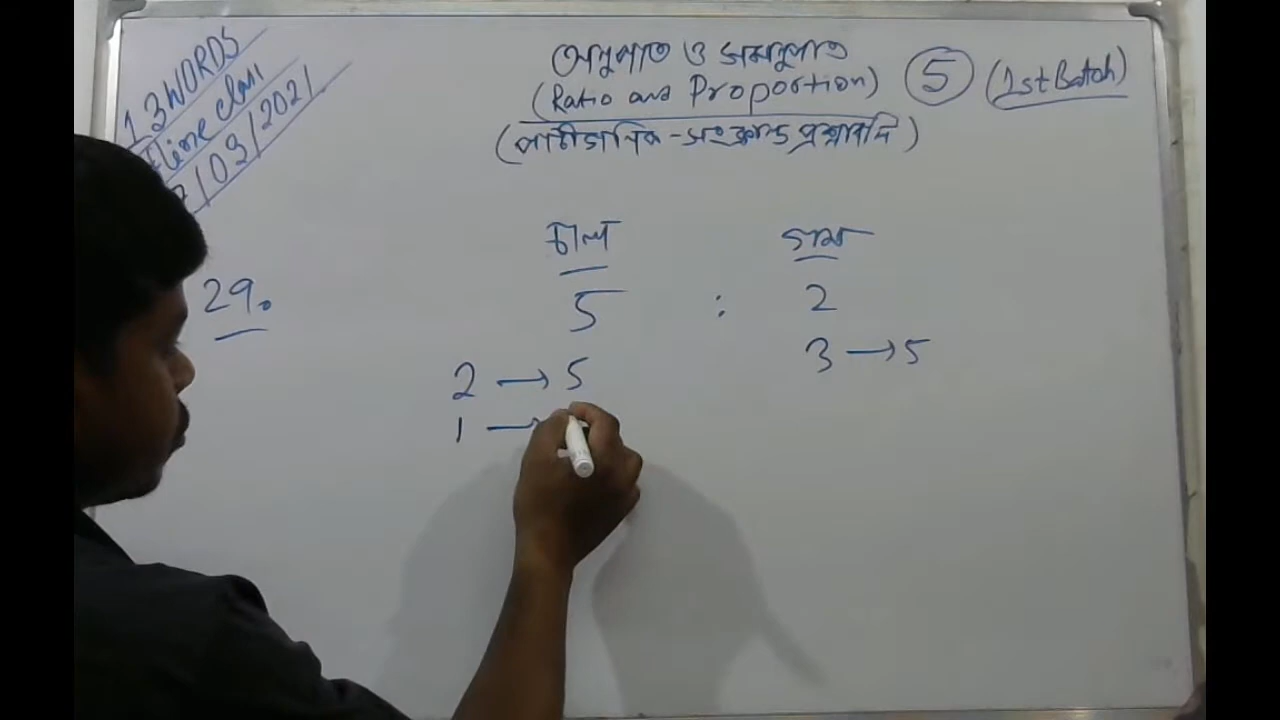 13 WORDS
line class
/03/2021
অনুপাত ও সমানুপাত
(Ratio and Proportion) 5 (1st Batch)
(পাটীগাণিতিক-সংক্রান্ত প্রশ্নাবলি)
29.
চাল দাম
5 : 2
3 → 5
2 → 5
1 →